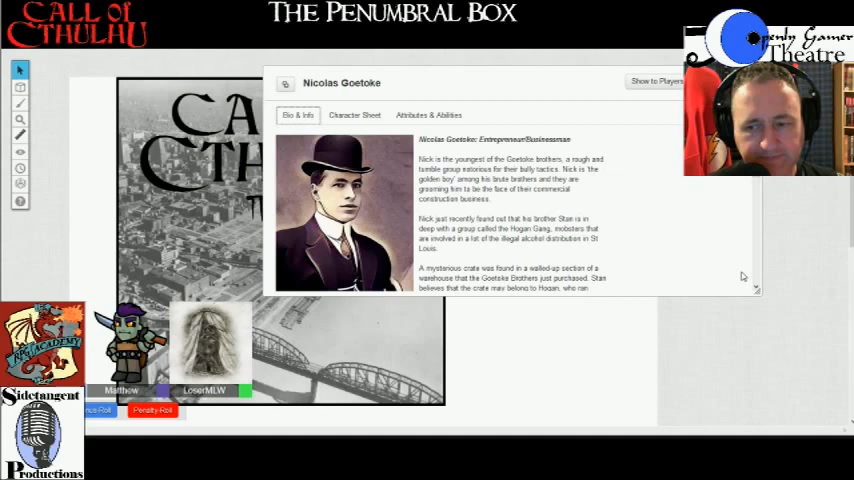 CALL OF
CTHULHU
THE PENUMBRAL BOX
Openly Gamer
Theatre
Nicolas Goetoke
Show to Players
Bio & Info
Character Sheet
Attributes & Abilities
Nicolas Goetoke: Entrepreneur/Businessman
Nick is the youngest of the Goetoke brothers, a rough and
tumble group notorious for their bully tactics. Nick is 'the
golden boy' among his brute brothers and they are
grooming him to be the face of their commercial
construction business.
Nick just recently found out that his brother Stan is in
deep with a group called the Hogan Gang, mobsters that
are involved in a lot of the illegal alcohol distribution in St
Louis.
A mysterious crate was found in a walled-up section of a
warehouse that the Goetoke Brothers just purchased. Stan
believes that the crate may belong to Hogan, who ran
CA
CTH
RPG ACADEMY
Matthew
LoserMLW
Roll
Penalty Roll
Sidetangent
Productions